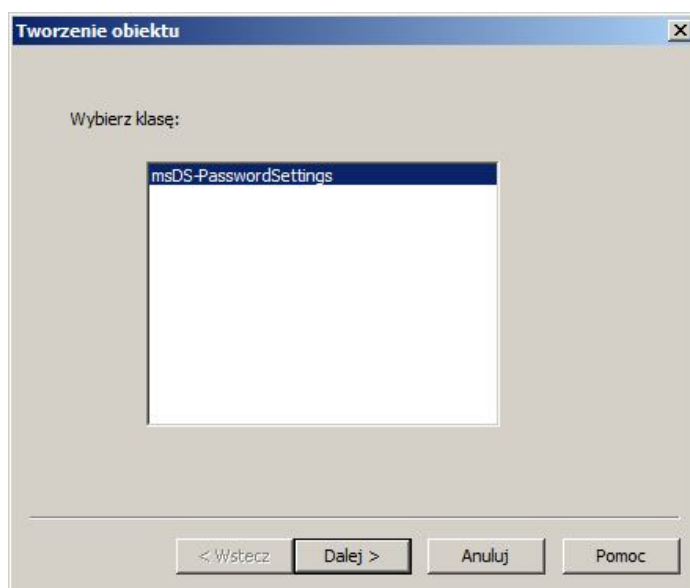 Tworzenie obiektu
Wybierz klasę:
msDS-PasswordSettings
< Wstecz
Dalej >
Anuluj
Pomoc